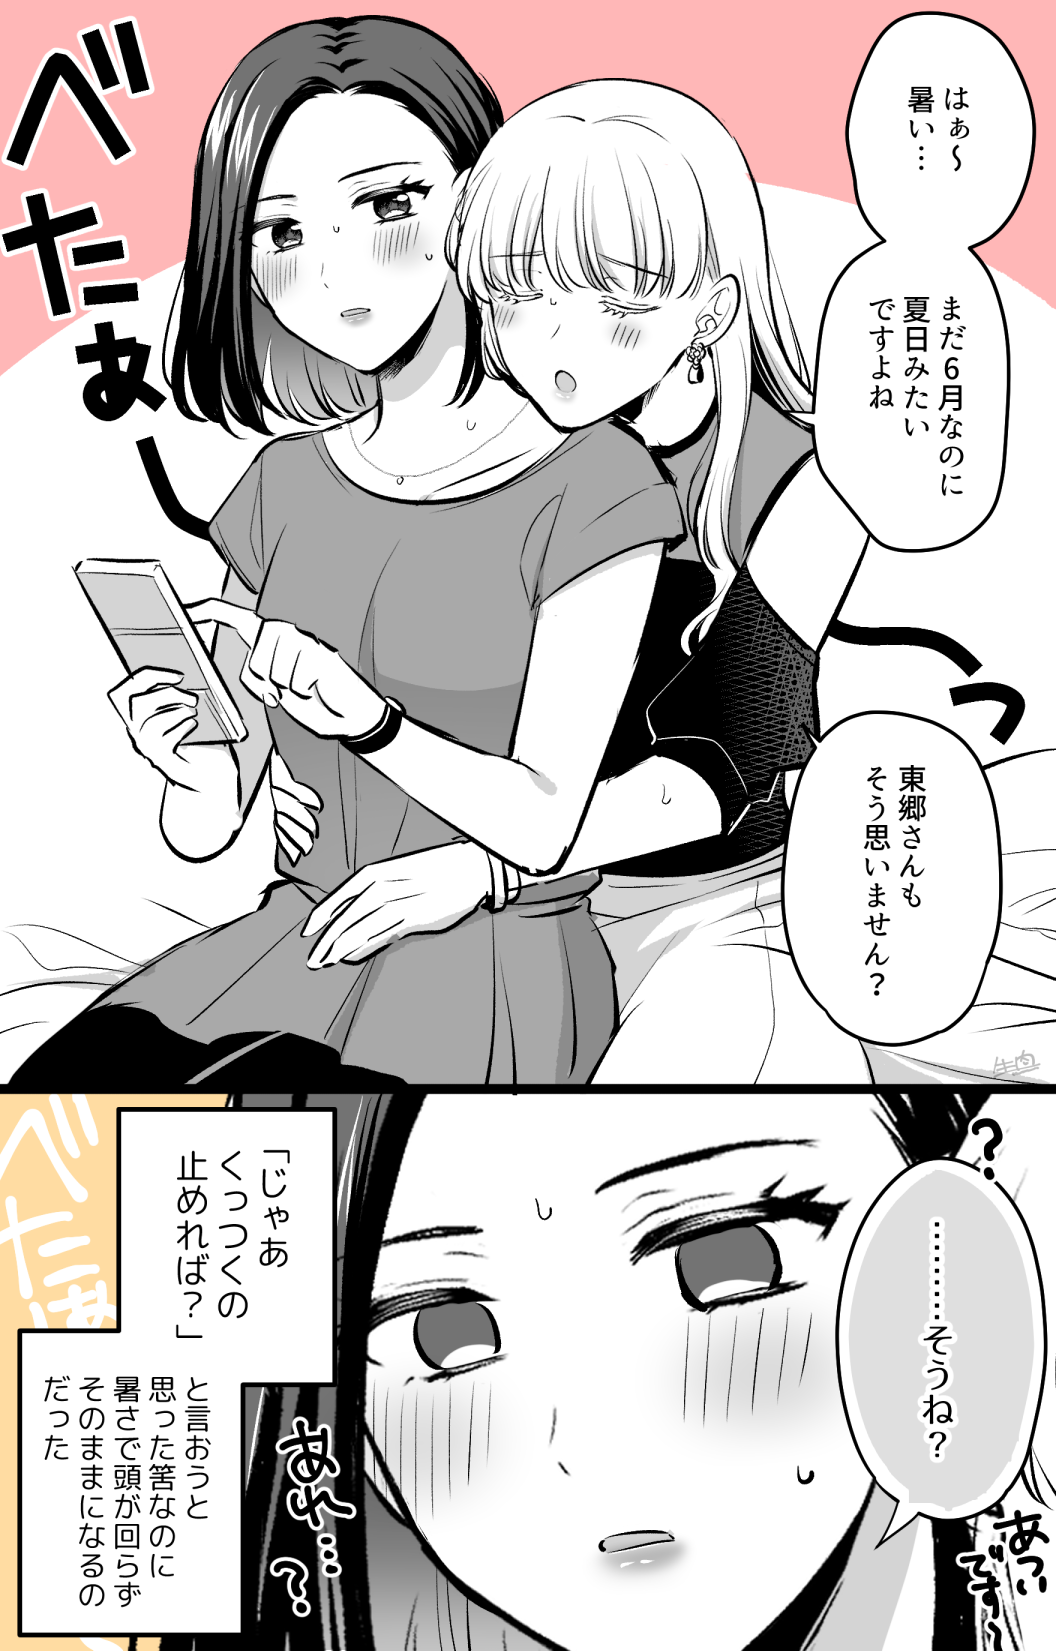 はぁ〜
暑い…
まだ6月なのに
夏日みたい
ですよね
べたぁーっ
東郷さんも
そう思いません?
生肉
?
………そうね?
あつい
です〜
「じゃあ
くっつくの
止めれば?」
べたぁ
と言おうと
思った筈なのに
暑さで頭が回らず
そのままになるの
だった
あれ…?